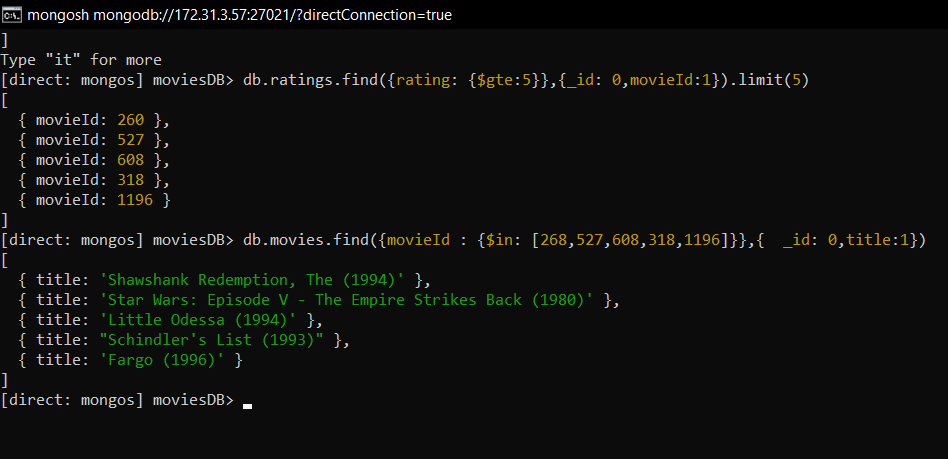 mongosh mongodb://172.31.3.57:27021/?directConnection=true
]
Type "it" for more
[direct: mongos] moviesDB> db.ratings.find({rating: {$gte:5}},{_id: 0,movieId:1}).limit(5)
[
  { movieId: 260 },
  { movieId: 527 },
  { movieId: 608 },
  { movieId: 318 },
  { movieId: 1196 }
]
[direct: mongos] moviesDB> db.movies.find({movieId : {$in: [268,527,608,318,1196]}},{  _id: 0,title:1})
[
  { title: 'Shawshank Redemption, The (1994)' },
  { title: 'Star Wars: Episode V - The Empire Strikes Back (1980)' },
  { title: 'Little Odessa (1994)' },
  { title: "Schindler's List (1993)" },
  { title: 'Fargo (1996)' }
]
[direct: mongos] moviesDB>